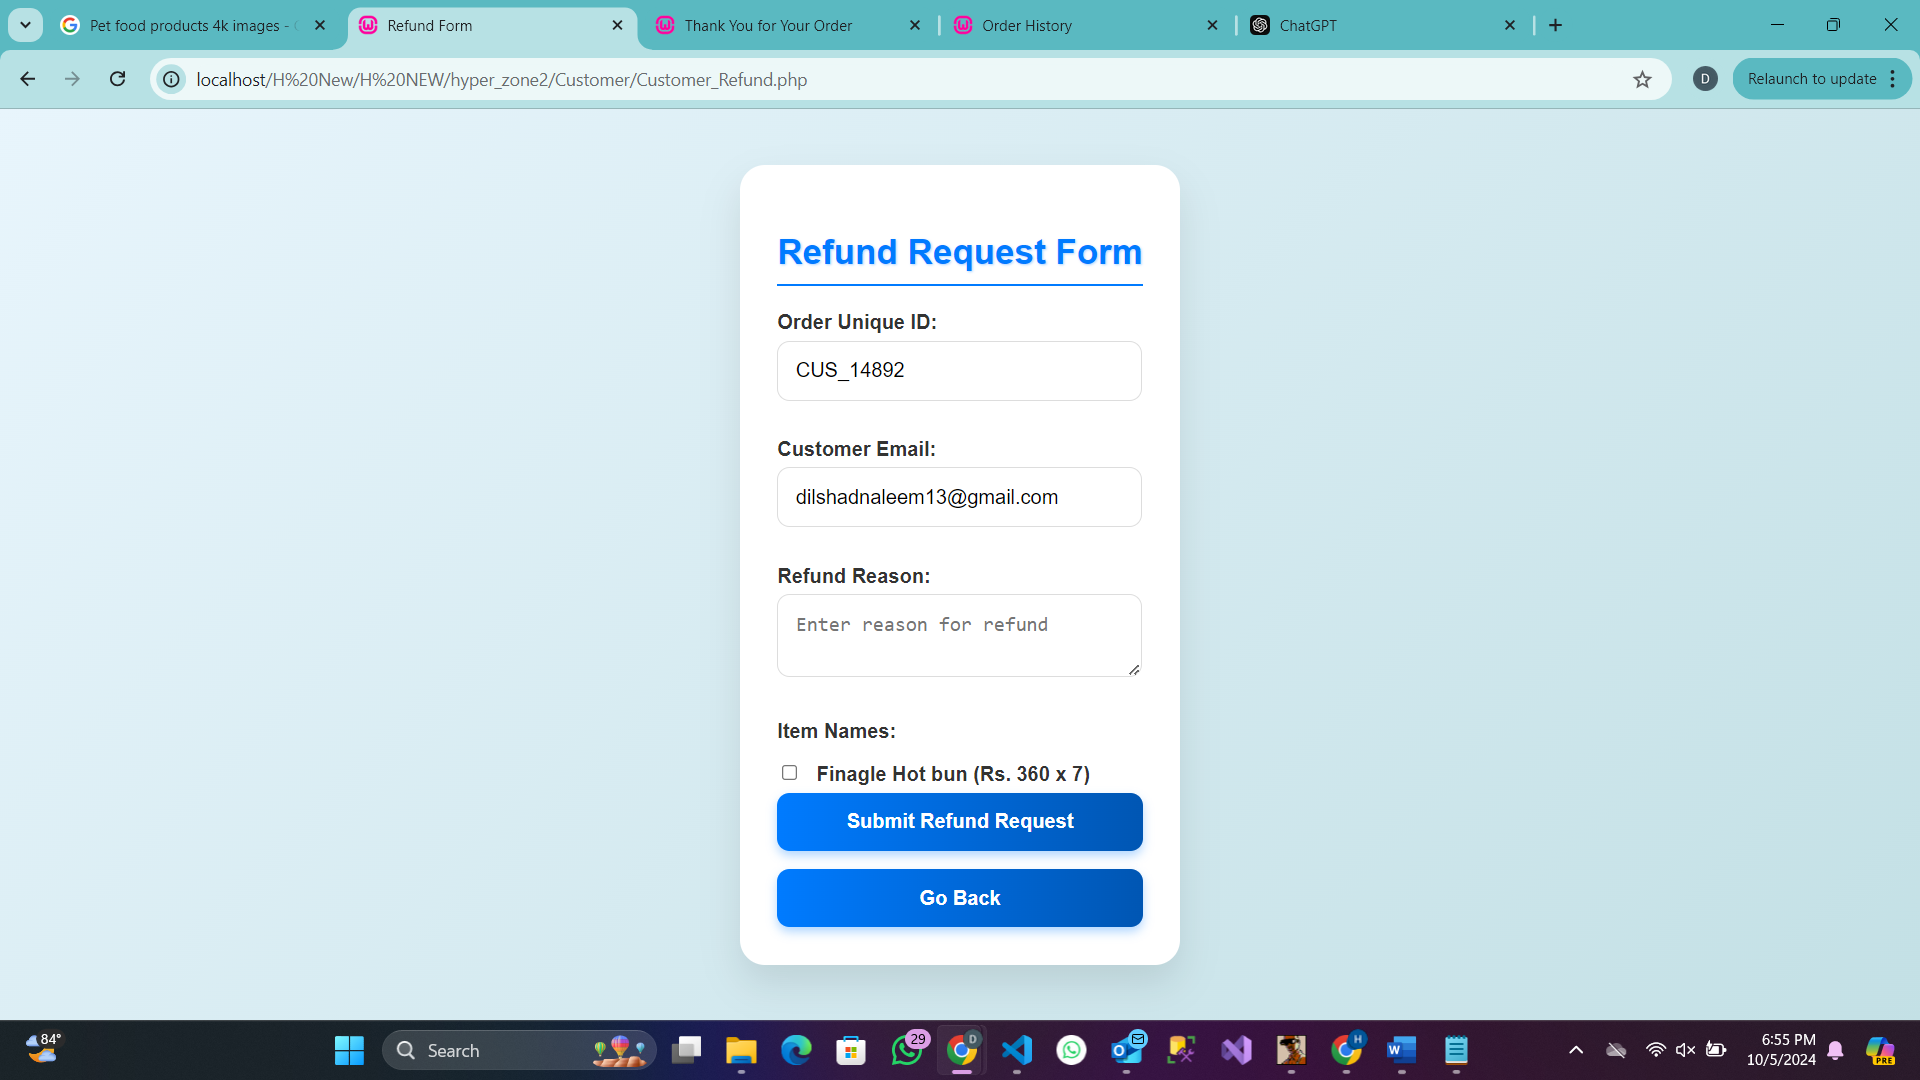 Pet food products 4k images -
Refund Form
Thank You for Your Order
Order History
ChatGPT
localhost/H%20New/H%20NEW/hyper_zone2/Customer/Customer_Refund.php
D
Relaunch to update
Refund Request Form
Order Unique ID:
CUS_14892
Customer Email:
dilshadnaleem13@gmail.com
Refund Reason:
Enter reason for refund
Item Names:
Finagle Hot bun (Rs. 360 x 7)
Submit Refund Request
Go Back
84°
Search
29
D
H
PRE
6:55 PM
10/5/2024